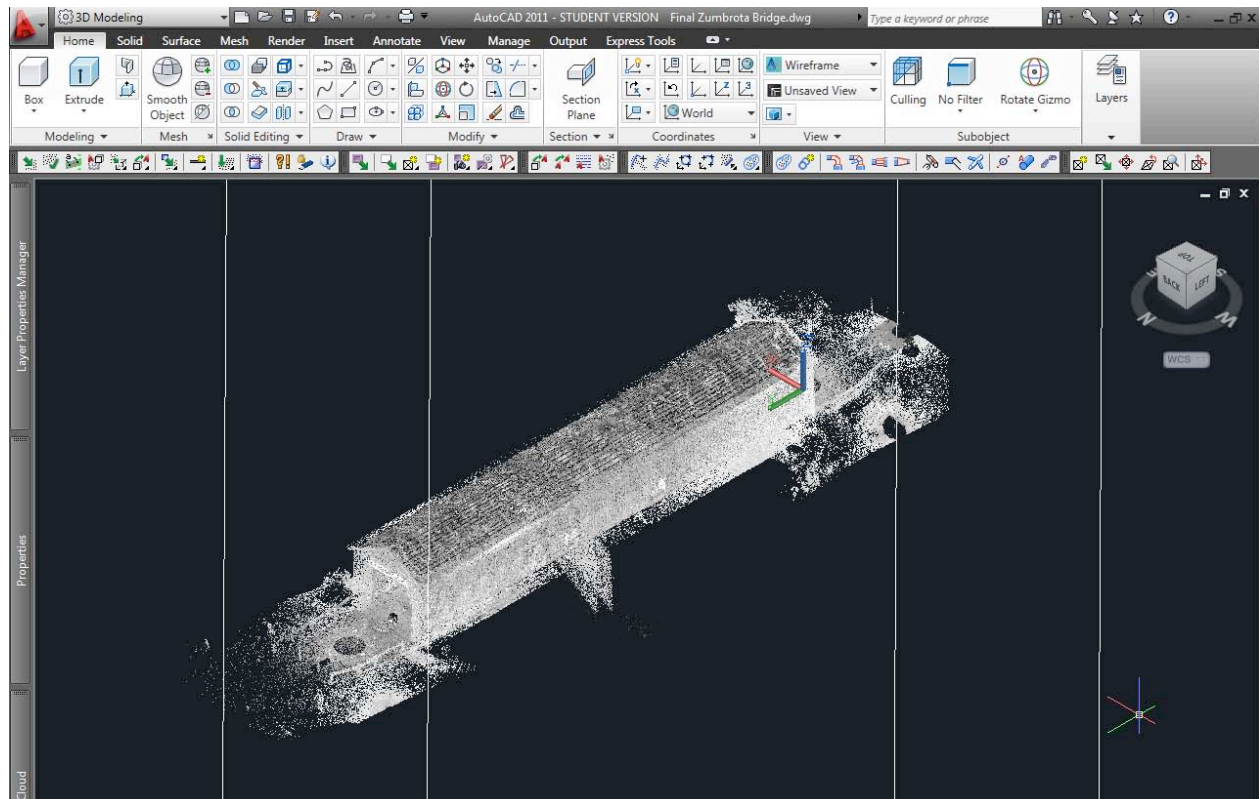 3D Modeling AutoCAD 2011 - STUDENT VERSION Final Zumbrota Bridge.dwg Type a keyword or phrase
Home Solid Surface Mesh Render Insert Annotate View Manage Output Express Tools
Box
Extrude
Smooth
Object
Section
Plane
World
Wireframe
Unsaved View
Culling
No Filter
Rotate Gizmo
Layers
Modeling Mesh Solid Editing Draw Modify Section Coordinates View Subobject
Layer Properties Manager
Properties
Cloud
TOP
BACK
LEFT
S
N
W
WCS